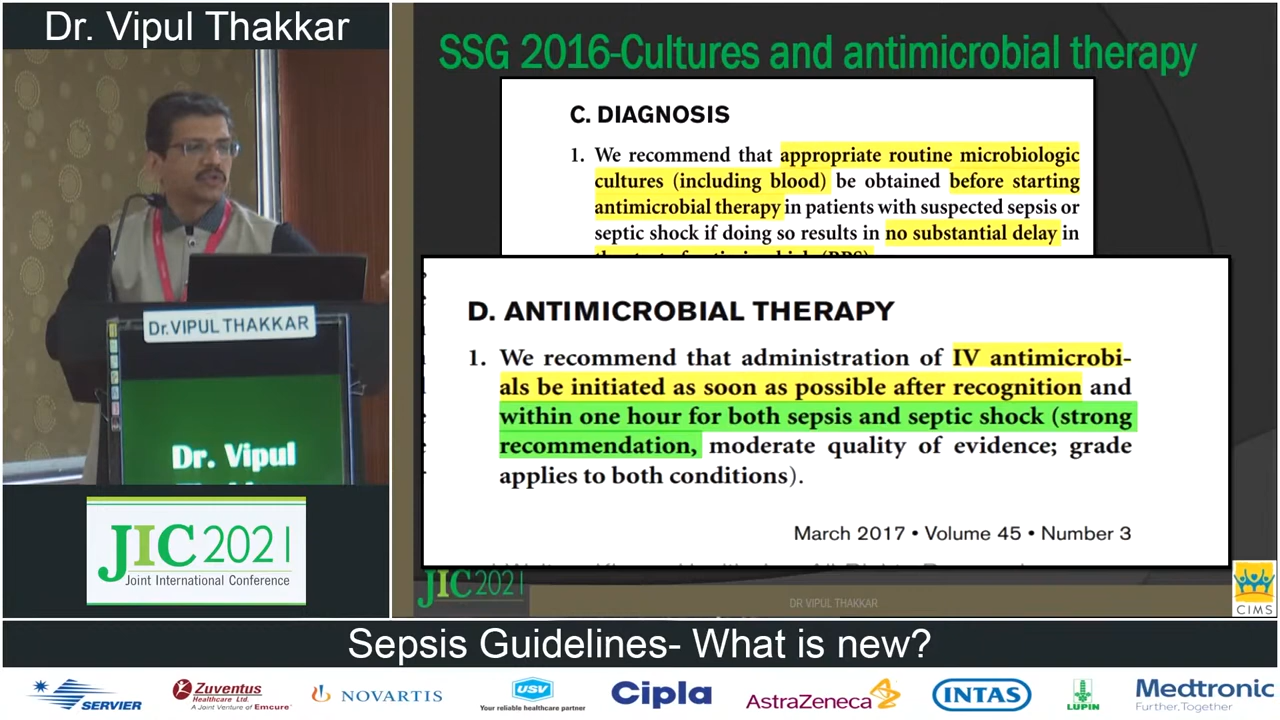 Dr. Vipul Thakkar
SSG 2016-Cultures and antimicrobial therapy
C. DIAGNOSIS
1. We recommend that appropriate routine microbiologic
cultures (including blood) be obtained before starting
antimicrobial therapy in patients with suspected sepsis or
septic shock if doing so results in no substantial delay in
D. ANTIMICROBIAL THERAPY
1. We recommend that administration of IV antimicrobi-
als be initiated as soon as possible after recognition and
within one hour for both sepsis and septic shock (strong
recommendation, moderate quality of evidence; grade
applies to both conditions).
March 2017 • Volume 45 • Number 3
JIC 2021
DR VIPUL THAKKAR
CIMS
Dr.VIPUL THAKKAR
Dr. Vipul
JIC 2021
Joint International Conference
Sepsis Guidelines- What is new?
SERVIER
Zuventus
Healthcare Ltd.
A Joint Venture of Emcure
NOVARTIS
USV
Your reliable healthcare partner
Cipla
AstraZeneca
INTAS
LUPIN
Medtronic
Further, Together